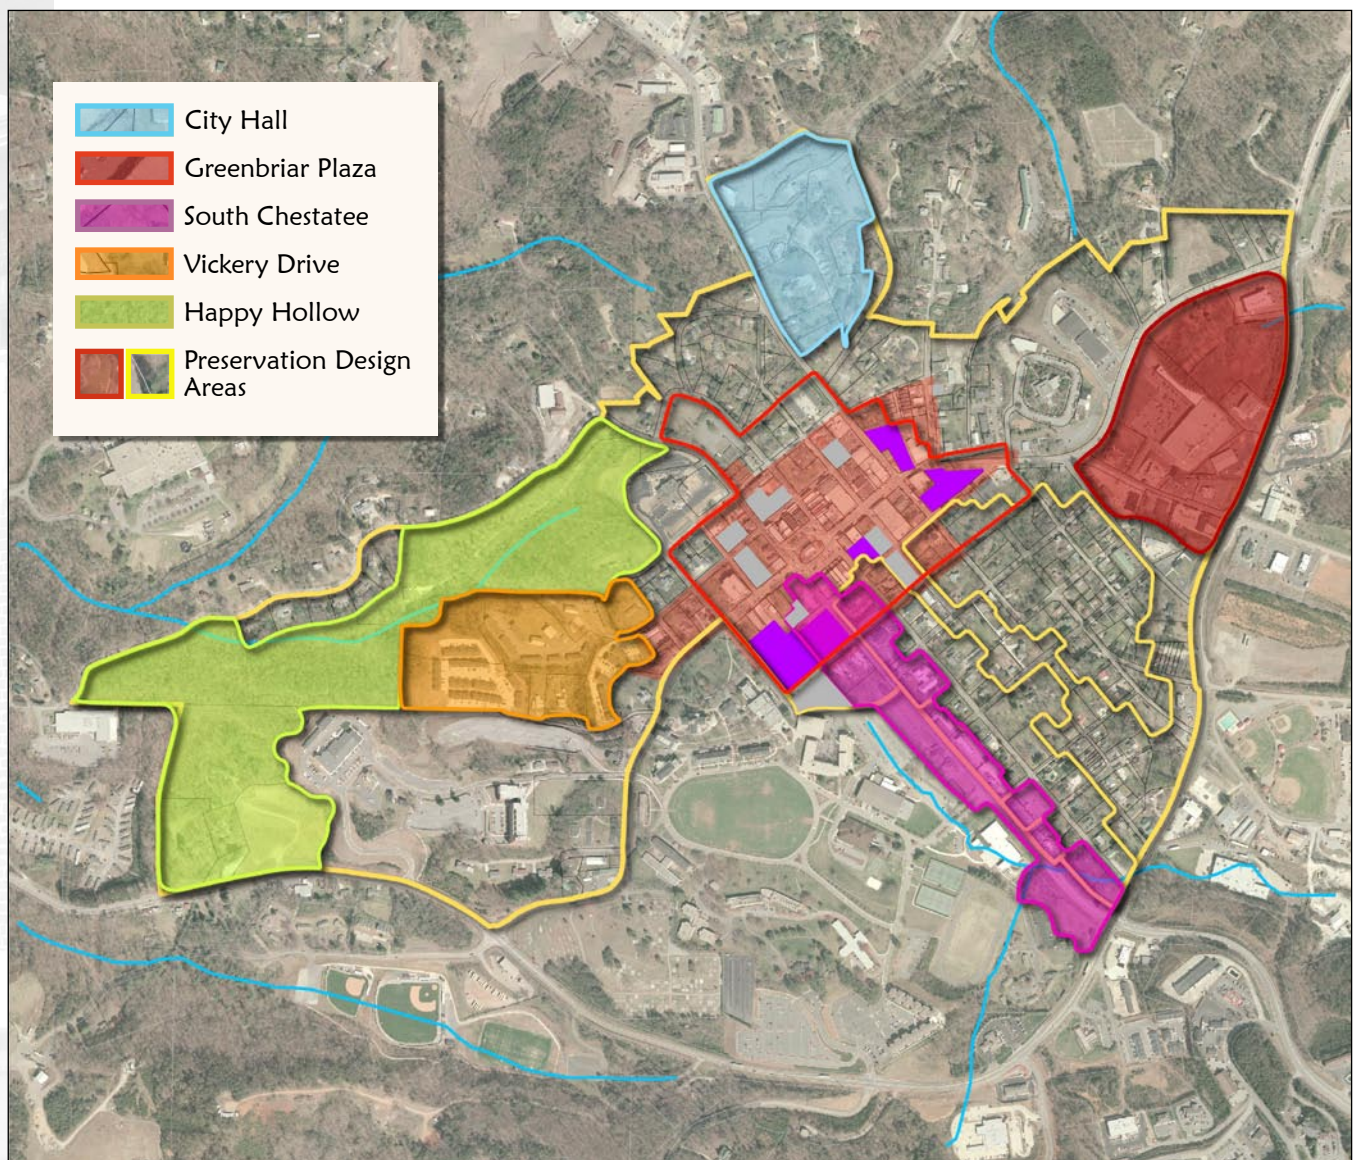 City Hall
Greenbriar Plaza
South Chestatee
Vickery Drive
Happy Hollow
Preservation Design
Areas